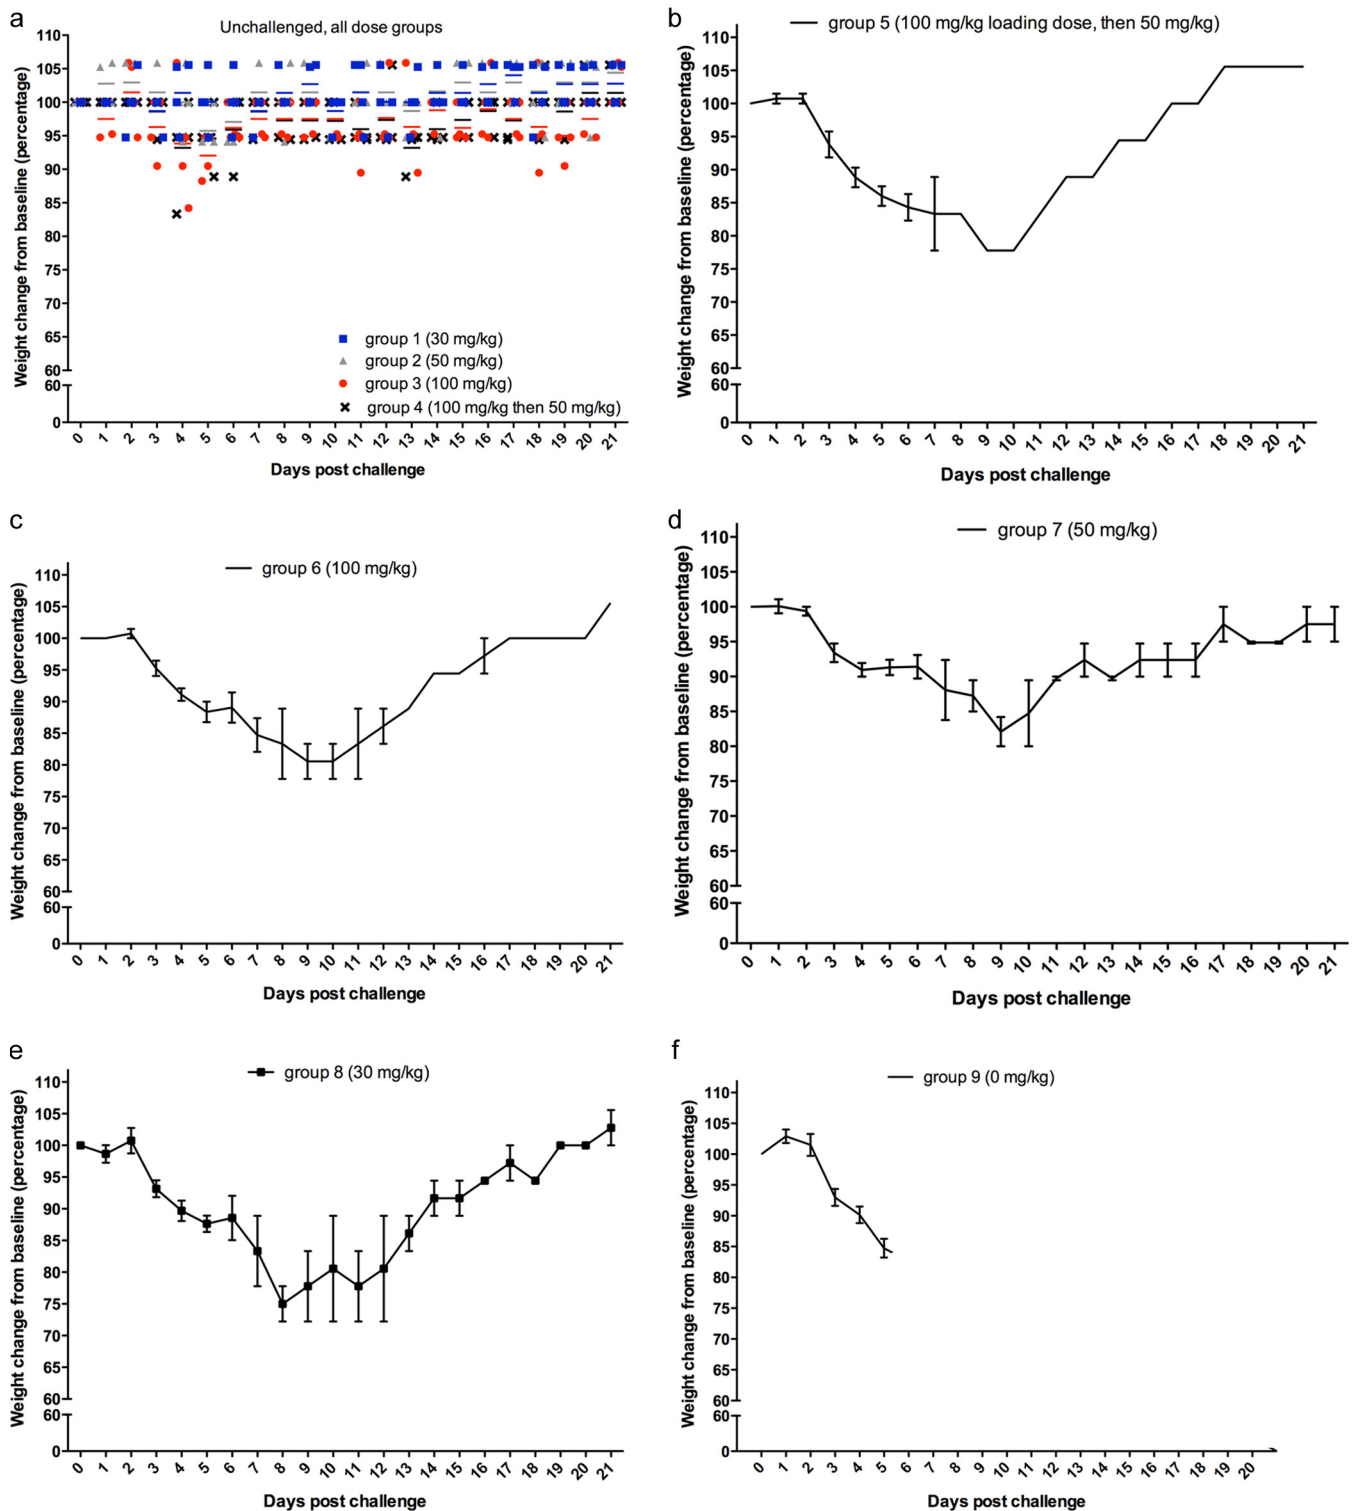 a
Unchallenged, all dose groups
Weight change from baseline (percentage)
110
105
100
95
90
85
80
75
70
65
60
60
0
group 1 (30 mg/kg)
group 2 (50 mg/kg)
group 3 (100 mg/kg)
group 4 (100 mg/kg then 50 mg/kg)
0 1 2 3 4 5 6 7 8 9 10 11 12 13 14 15 16 17 18 19 20 21
Days post challenge
b
group 5 (100 mg/kg loading dose, then 50 mg/kg)
Weight change from baseline (percentage)
110
105
100
95
90
85
80
75
70
65
60
60
0
0 1 2 3 4 5 6 7 8 9 10 11 12 13 14 15 16 17 18 19 20 21
Days post challenge
c
group 6 (100 mg/kg)
Weight change from baseline (percentage)
110
105
100
95
90
85
80
75
70
65
60
60
0
0 1 2 3 4 5 6 7 8 9 10 11 12 13 14 15 16 17 18 19 20 21
Days post challenge
d
group 7 (50 mg/kg)
Weight change from baseline (percentage)
110
105
100
95
90
85
80
75
70
65
60
60
0
0 1 2 3 4 5 6 7 8 9 10 11 12 13 14 15 16 17 18 19 20 21
Days post challenge
e
group 8 (30 mg/kg)
Weight change from baseline (percentage)
110
105
100
95
90
85
80
75
70
65
60
60
0
0 1 2 3 4 5 6 7 8 9 10 11 12 13 14 15 16 17 18 19 20 21
Days post challenge
f
group 9 (0 mg/kg)
Weight change from baseline (percentage)
110
105
100
95
90
85
80
75
70
65
60
60
0
0 1 2 3 4 5 6 7 8 9 10 11 12 13 14 15 16 17 18 19 20
Days post challenge